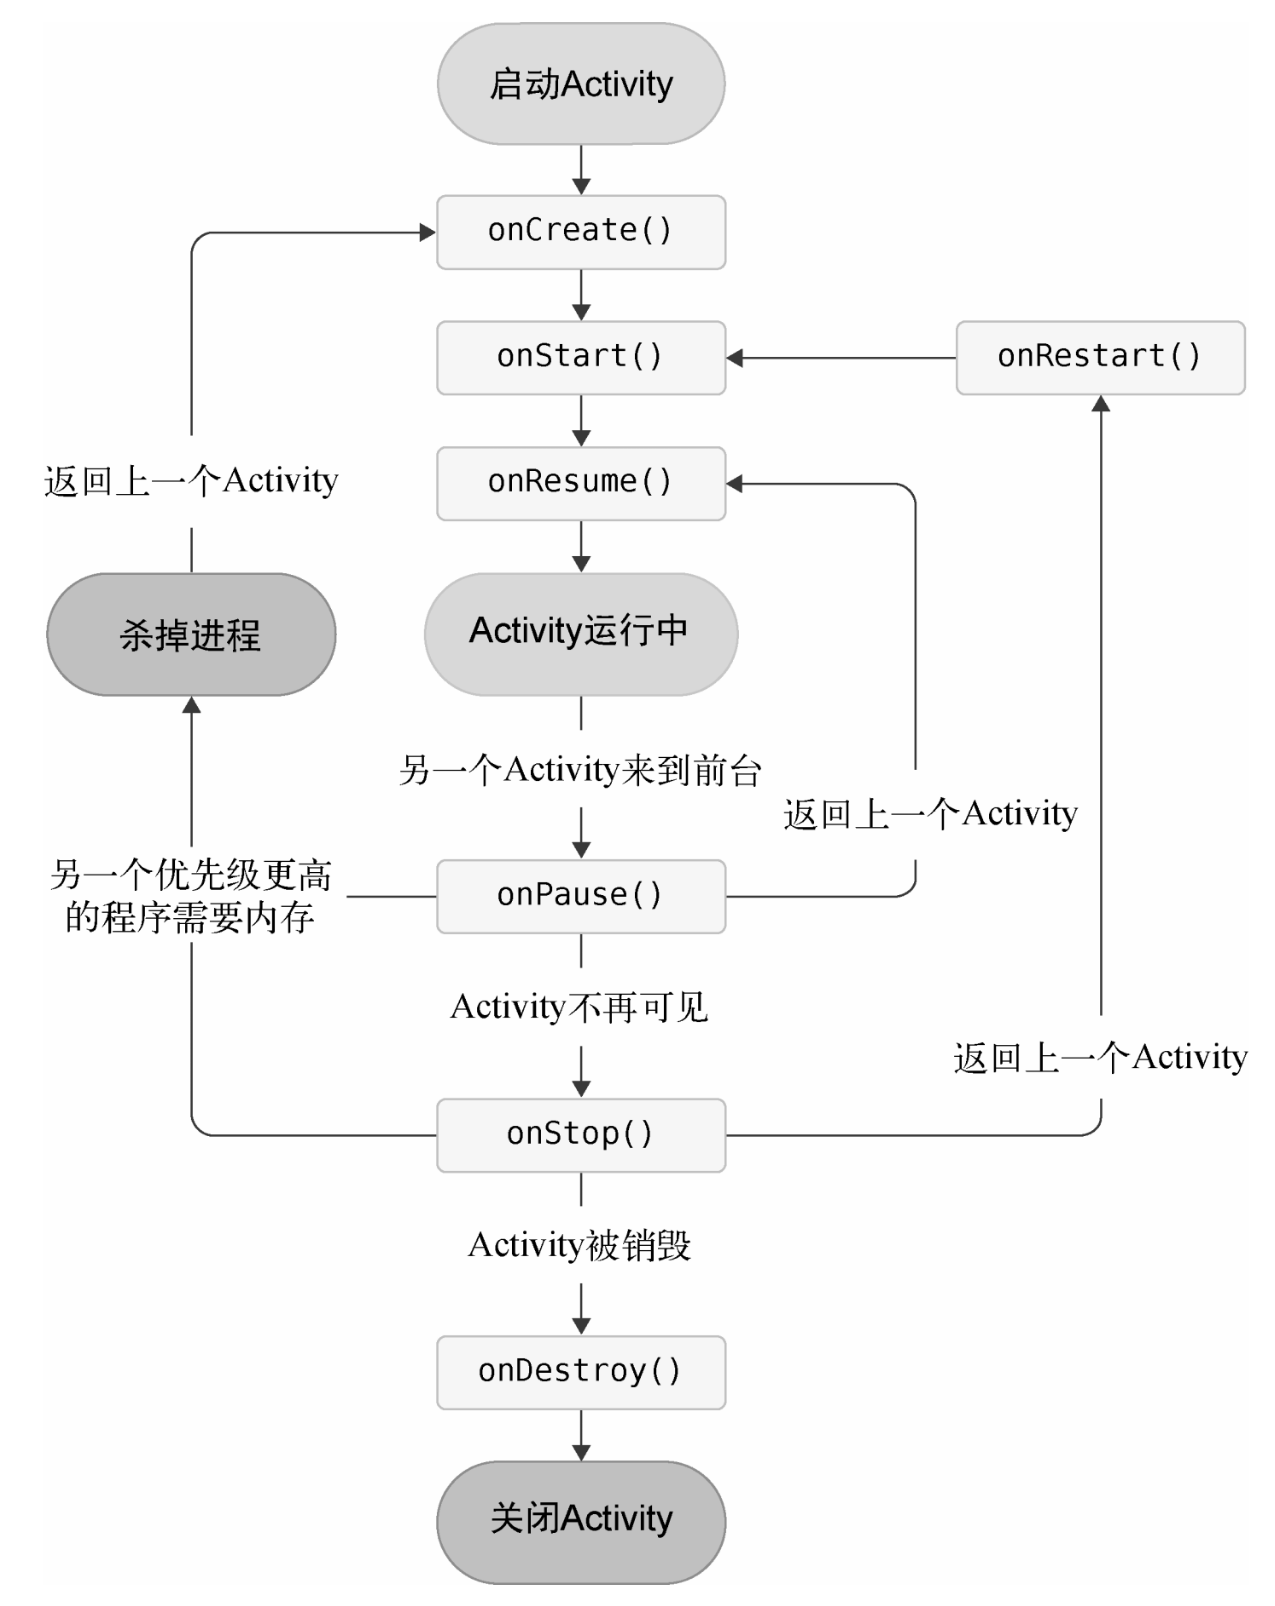 启动Activity
onCreate()
onStart()
onRestart()
返回上一个Activity
onResume()
杀掉进程
Activity运行中
另一个Activity来到前台
返回上一个Activity
另一个优先级更高
的程序需要内存
onPause()
Activity不再可见
返回上一个Activity
onStop()
Activity被销毁
onDestroy()
关闭Activity